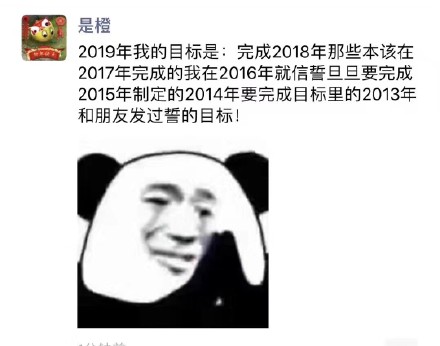 是橙
2019年我的目标是：完成2018年那些本该在
2017年完成的我在2016年就信誓旦旦要完成
2015年制定的2014年要完成目标里的2013年
和朋友发过誓的目标！